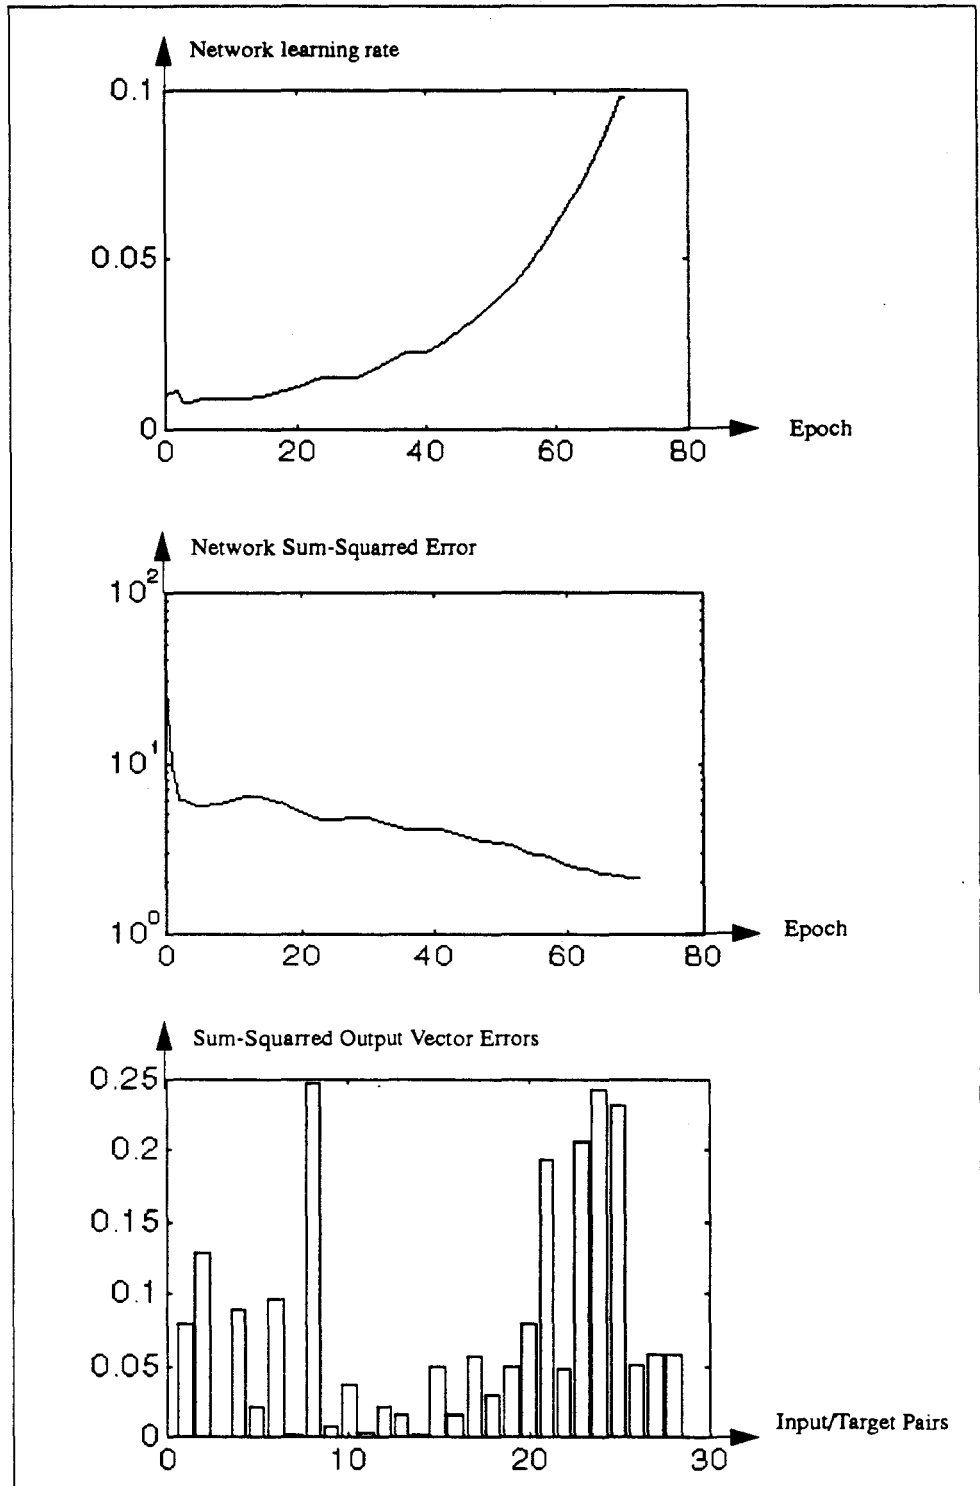 Network learning rate
0.1
0.05
0
0 20 40 60 80
Epoch
Network Sum-Squarred Error
10^2
10^1
10^0
0 20 40 60 80
Epoch
Sum-Squarred Output Vector Errors
0.25
0.2
0.15
0.1
0.05
0
0 10 20 30
Input/Target Pairs